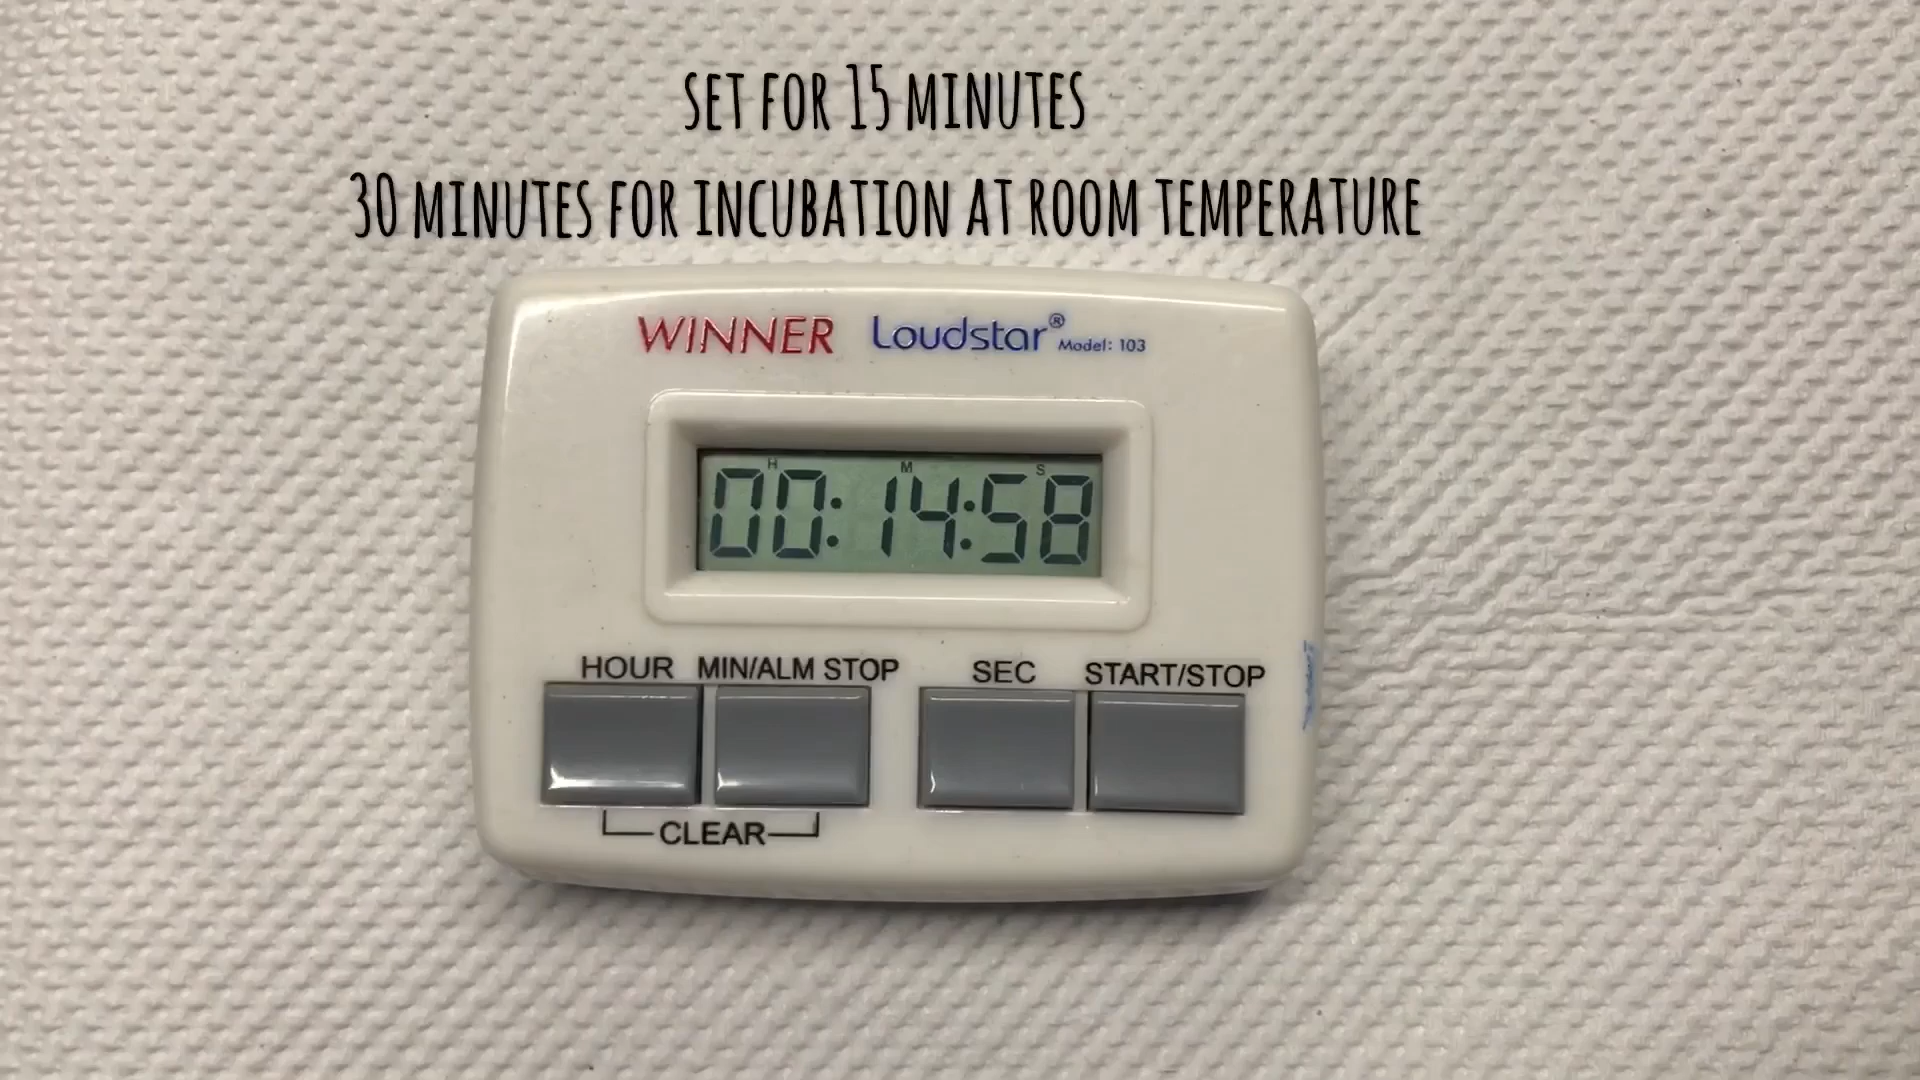 SET FOR 15 MINUTES
30 MINUTES FOR INCUBATION AT ROOM TEMPERATURE
WINNER Loudstar® Model: 103
H M S
00:14:58
HOUR MIN/ALM STOP SEC START/STOP
CLEAR